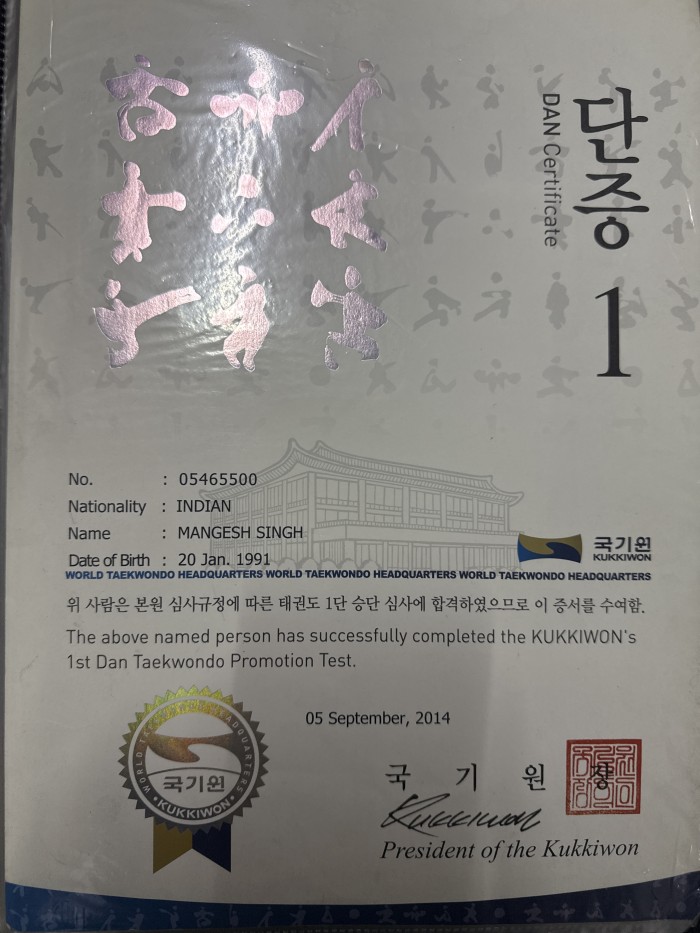 단증
DAN Certificate
1
No. : 05465500
Nationality : INDIAN
Name : MANGESH SINGH
Date of Birth : 20 Jan. 1991
국기원
KUKKIWON
WORLD TAEKWONDO HEADQUARTERS WORLD TAEKWONDO HEADQUARTERS WORLD TAEKWONDO HEADQUARTERS
위 사람은 본원 심사규정에 따른 태권도 1단 승단 심사에 합격하였으므로 이 증서를 수여함.
The above named person has successfully completed the KUKKIWON's
1st Dan Taekwondo Promotion Test.
05 September, 2014
WORLD TAEKWONDO HEADQUARTERS
국기원
• KUKKIWON •
국 기 원 장
Kukkiwon
President of the Kukkiwon